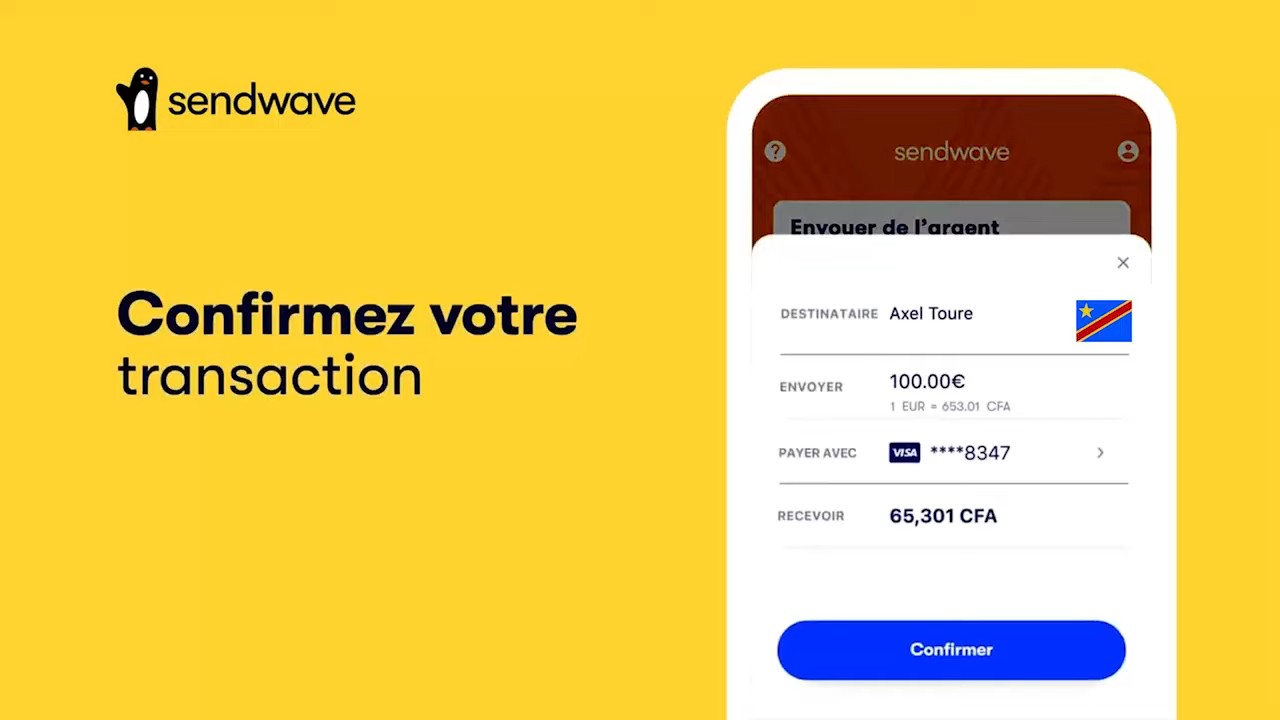 sendwave
Confirmez votre
transaction
?
sendwave
Envoyer de l'argent
DESTINATAIRE Axel Toure
ENVOYER 100.00€
1 EUR = 653.01 CFA
PAYER AVEC VISA ****8347
RECEVOIR 65,301 CFA
Confirmer